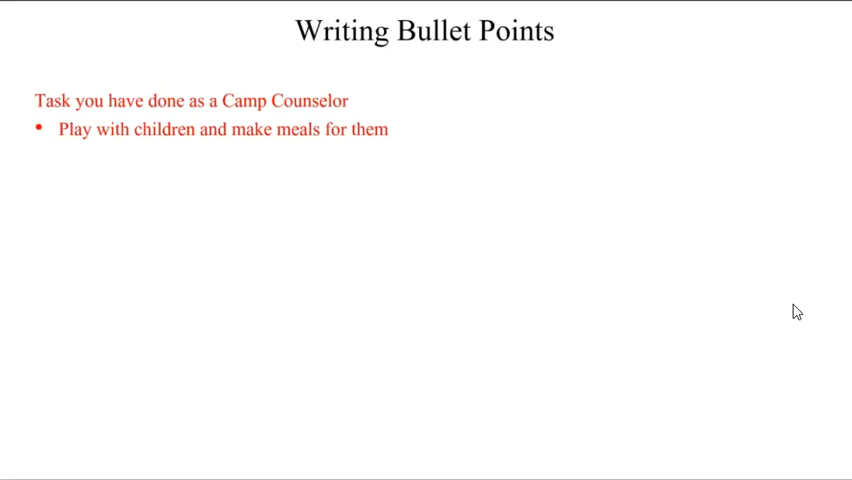 Writing Bullet Points
Task you have done as a Camp Counselor
• Play with children and make meals for them